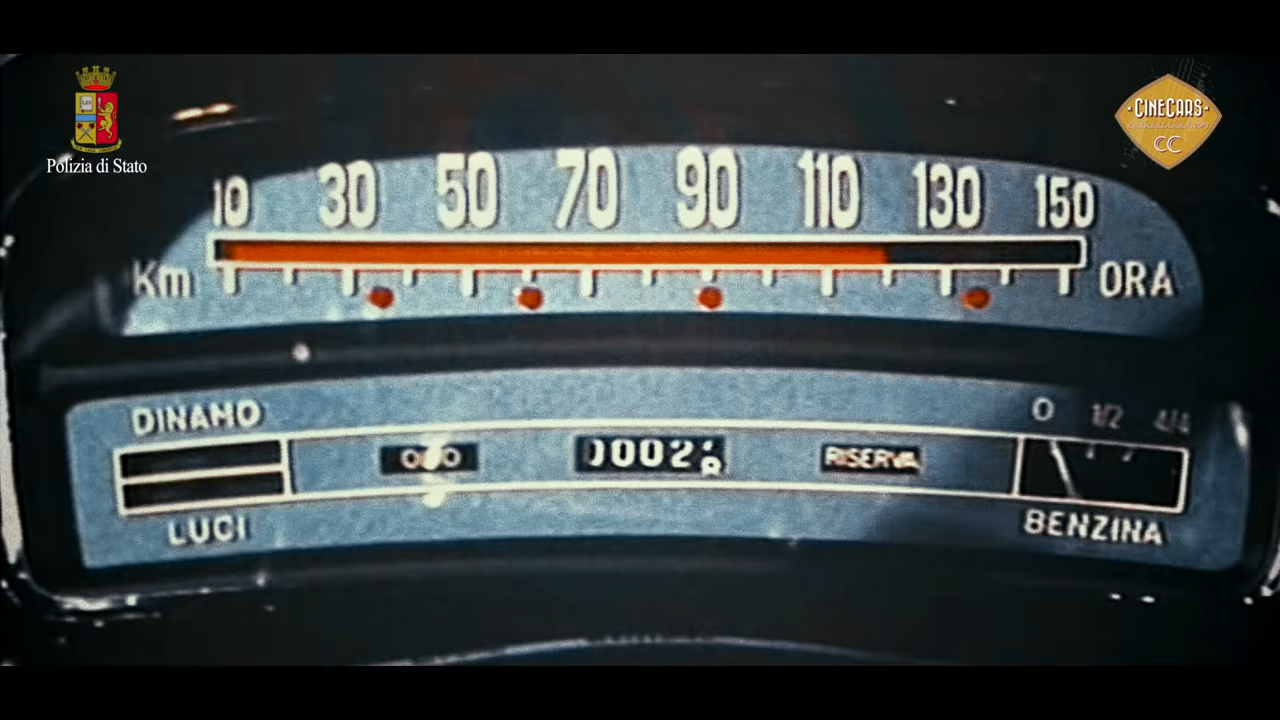 Polizia di Stato
CINECARS
CC
10 30 50 70 90 110 130 150
Km ORA
DINAMO
0 1/2 4/4
RISERVA
LUCI
BENZINA